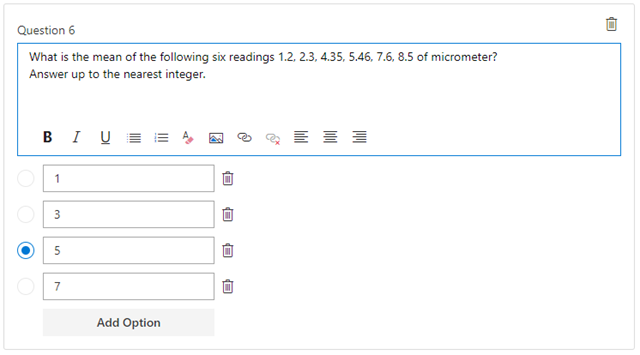 Question 6
What is the mean of the following six readings 1.2, 2.3, 4.35, 5.46, 7.6, 8.5 of micrometer?
Answer up to the nearest integer.
B I U A
1
3
5
7
Add Option